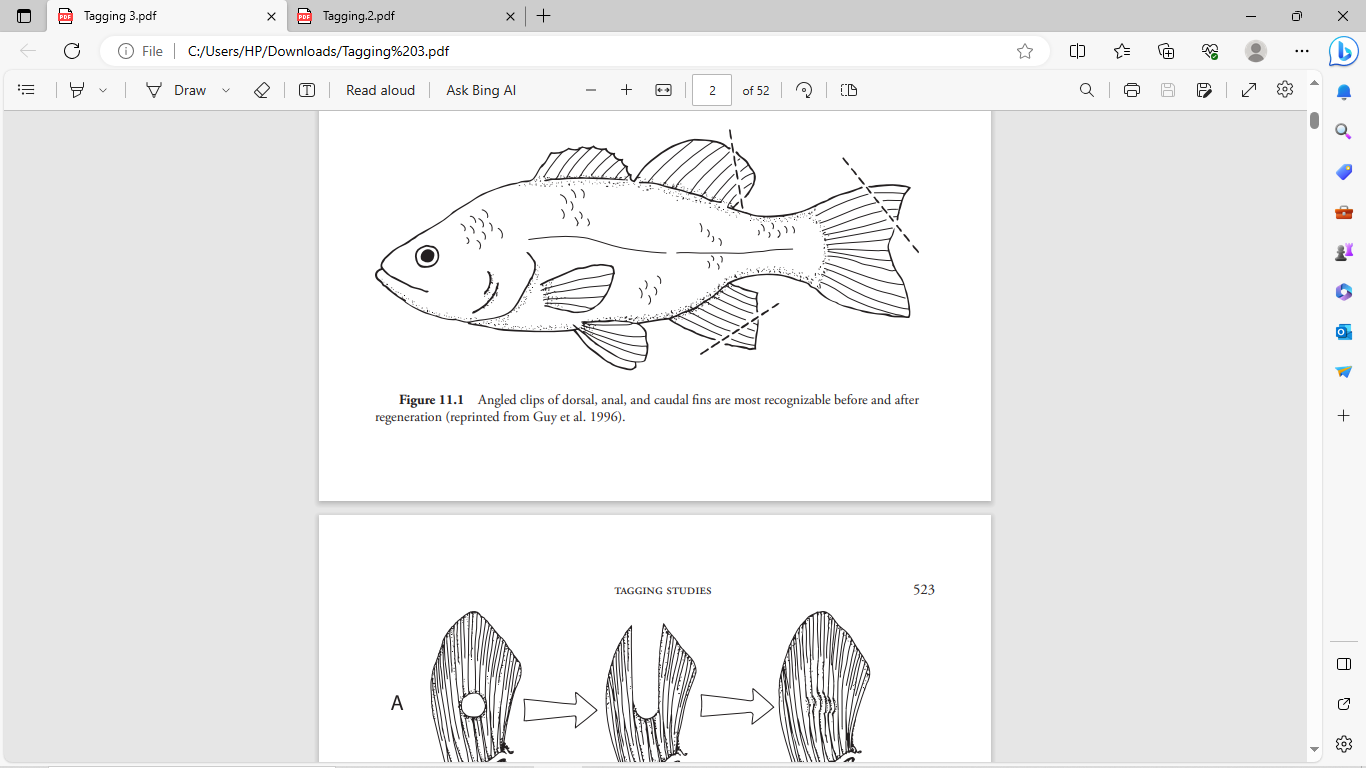 Tagging 3.pdf
Tagging.2.pdf
File
C:/Users/HP/Downloads/Tagging%203.pdf
Draw
Read aloud
Ask Bing AI
2
of 52
Figure 11.1 Angled clips of dorsal, anal, and caudal fins are most recognizable before and after
regeneration (reprinted from Guy et al. 1996).
TAGGING STUDIES
523
A